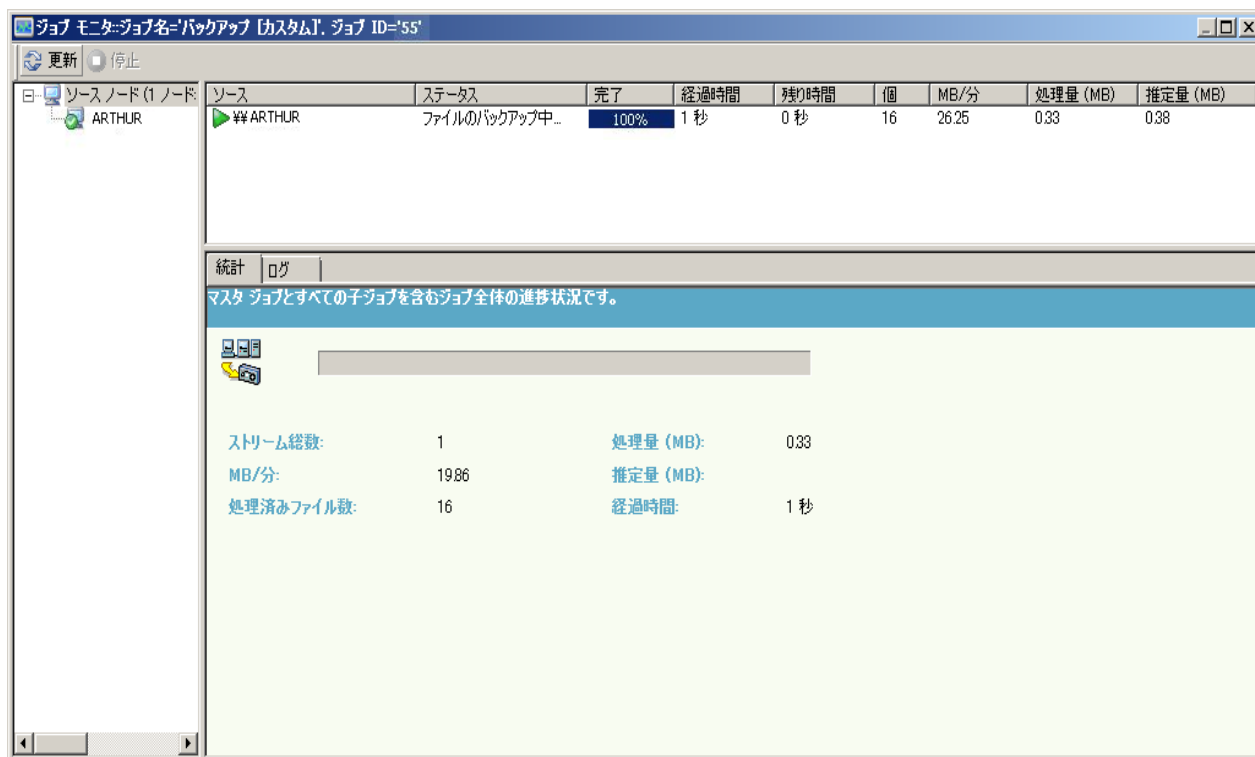 ジョブ モニタ::ジョブ名='バックアップ [カスタム]', ジョブ ID='55'
更新 停止
ソース ノード (1 ノード:
ARTHUR
ソース ステータス 完了 経過時間 残り時間 個 MB/分 処理量 (MB) 推定量 (MB)
¥¥ARTHUR ファイルのバックアップ中... 100% 1 秒 0 秒 16 26.25 0.33 0.38
統計 ログ
マスタ ジョブとすべての子ジョブを含むジョブ全体の進捗状況です。
ストリーム総数: 1 処理量 (MB): 0.33
MB/分: 19.86 推定量 (MB):
処理済みファイル数: 16 経過時間: 1 秒